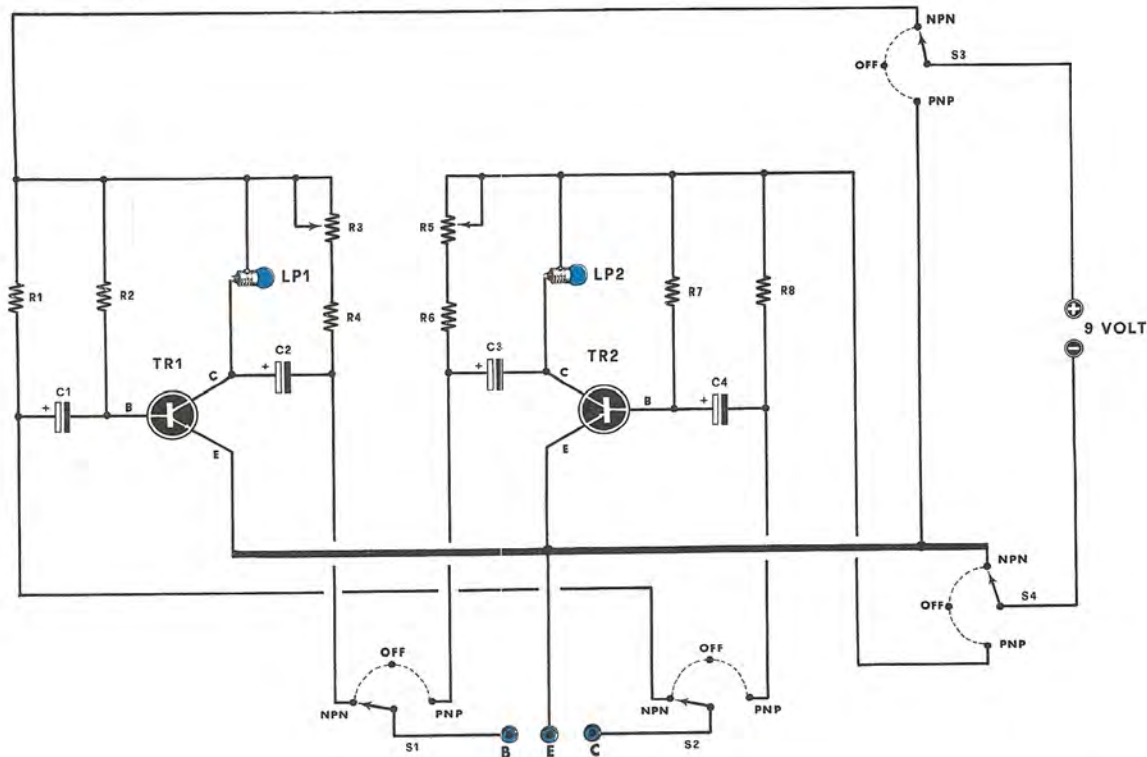 NPN
OFF
S3
PNP
R3
R5
R1
R2
LP1
R4
R6
LP2
R7
R8
9 VOLT
TR1
C
C2
C3
C
TR2
+
+
C1
B
E
B
C4
+
+
E
NPN
OFF
S4
PNP
OFF
NPN
PNP
S1
OFF
NPN
PNP
S2
B
E
C